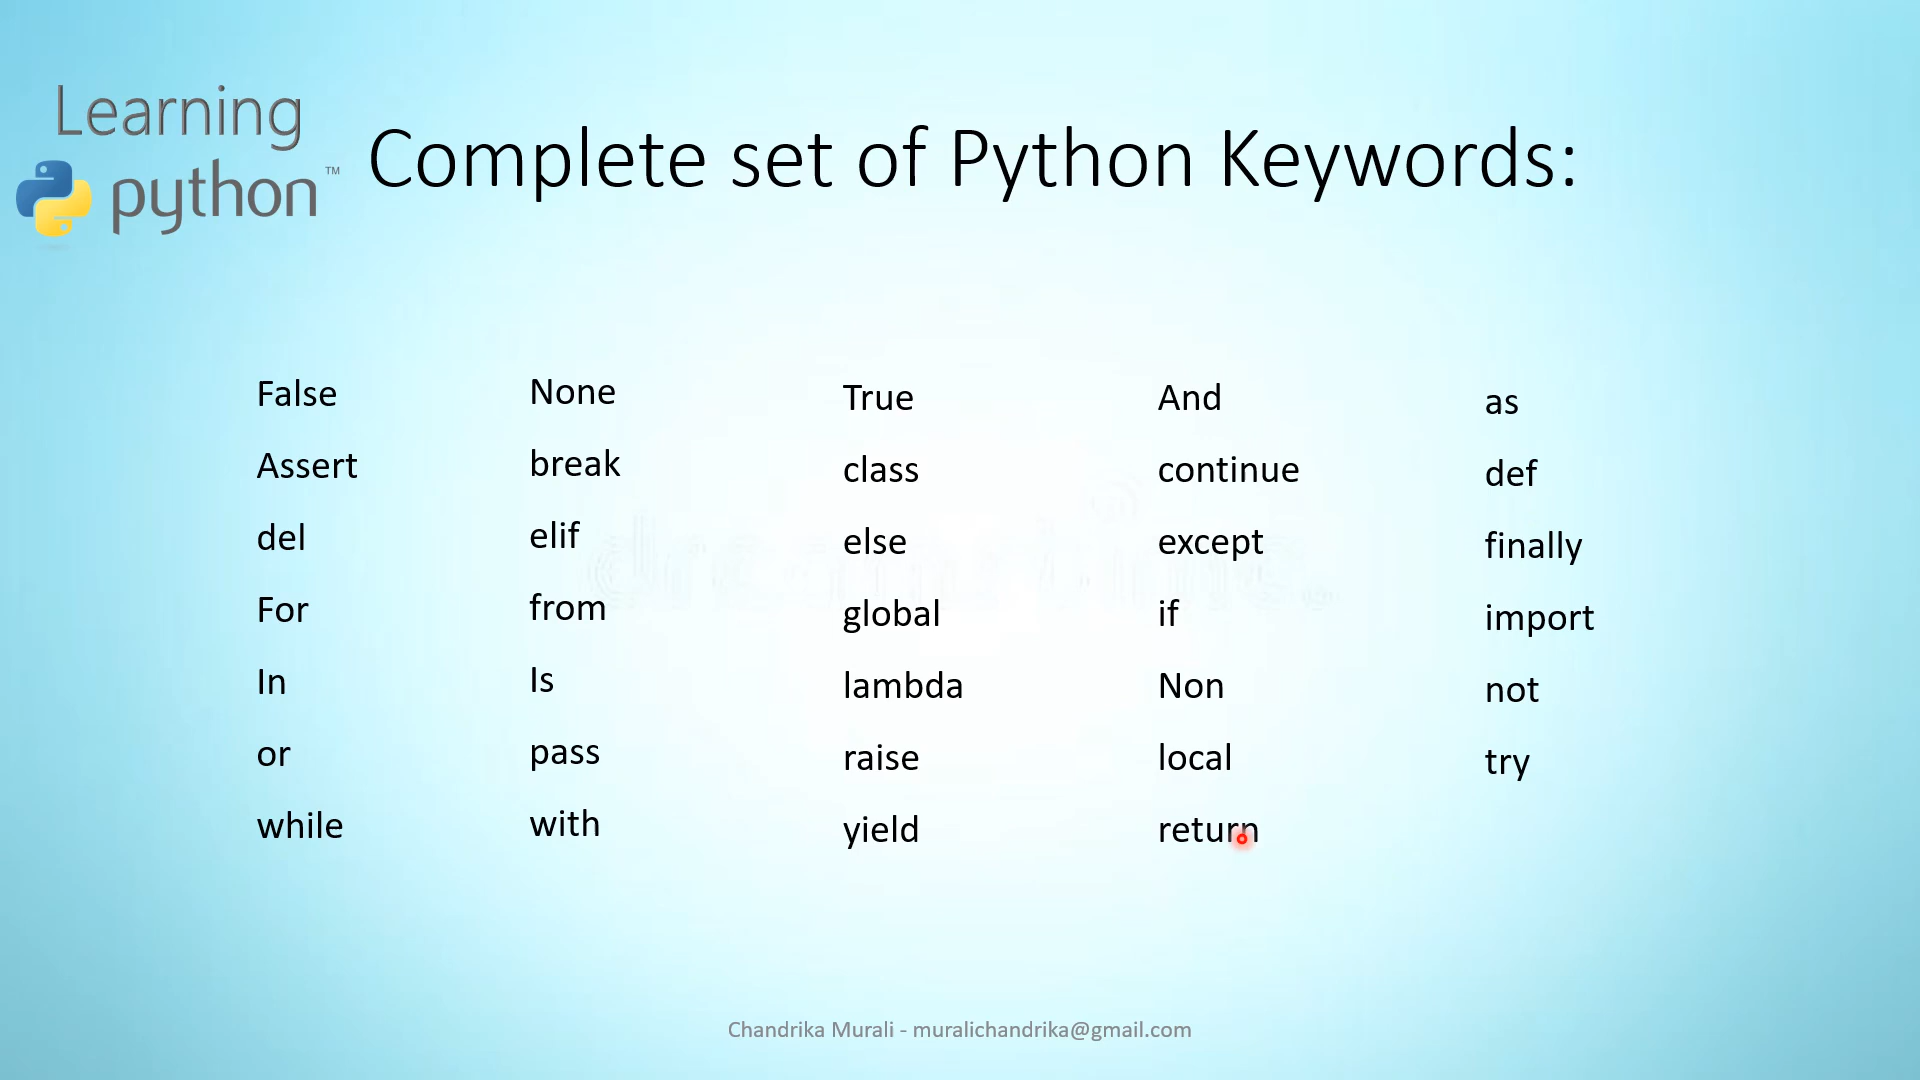 Learning
python™
Complete set of Python Keywords:
False None True And as
Assert break class continue def
del elif else except finally
For from global if import
In Is lambda Non not
or pass raise local try
while with yield return
Chandrika Murali - muralichandrika@gmail.com